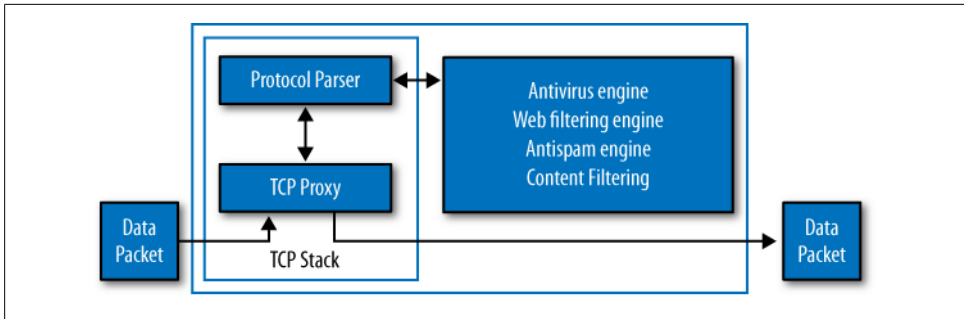 Protocol Parser
Antivirus engine
Web filtering engine
Antispam engine
Content Filtering
TCP Proxy
Data
Packet
TCP Stack
Data
Packet